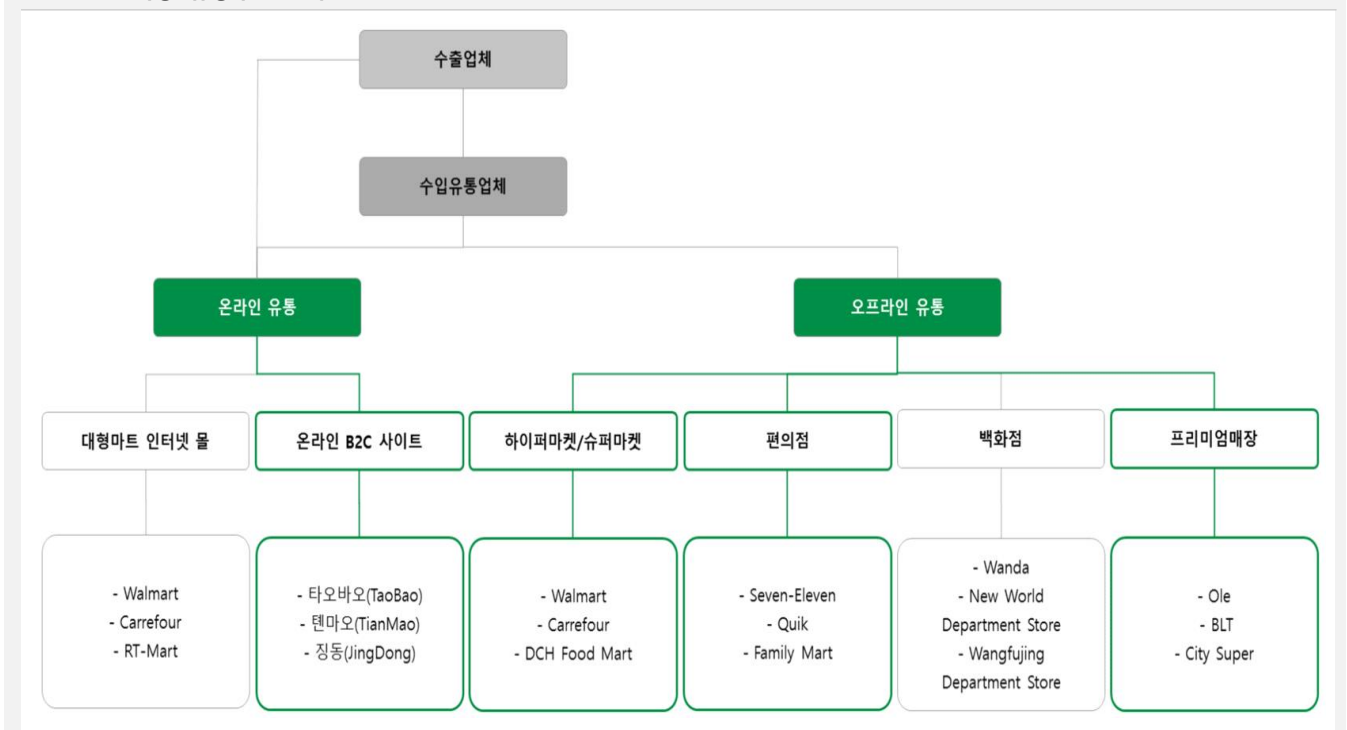 수출업체
수입유통업체
온라인 유통
오프라인 유통
대형마트 인터넷 몰
온라인 B2C 사이트
하이퍼마켓/슈퍼마켓
편의점
백화점
프리미엄매장
- Walmart
- Carrefour
- RT-Mart
- 타오바오(TaoBao)
- 톈마오(TianMao)
- 징동(JingDong)
- Walmart
- Carrefour
- DCH Food Mart
- Seven-Eleven
- Quik
- Family Mart
- Wanda
- New World
Department Store
- Wangfujing
Department Store
- Ole
- BLT
- City Super